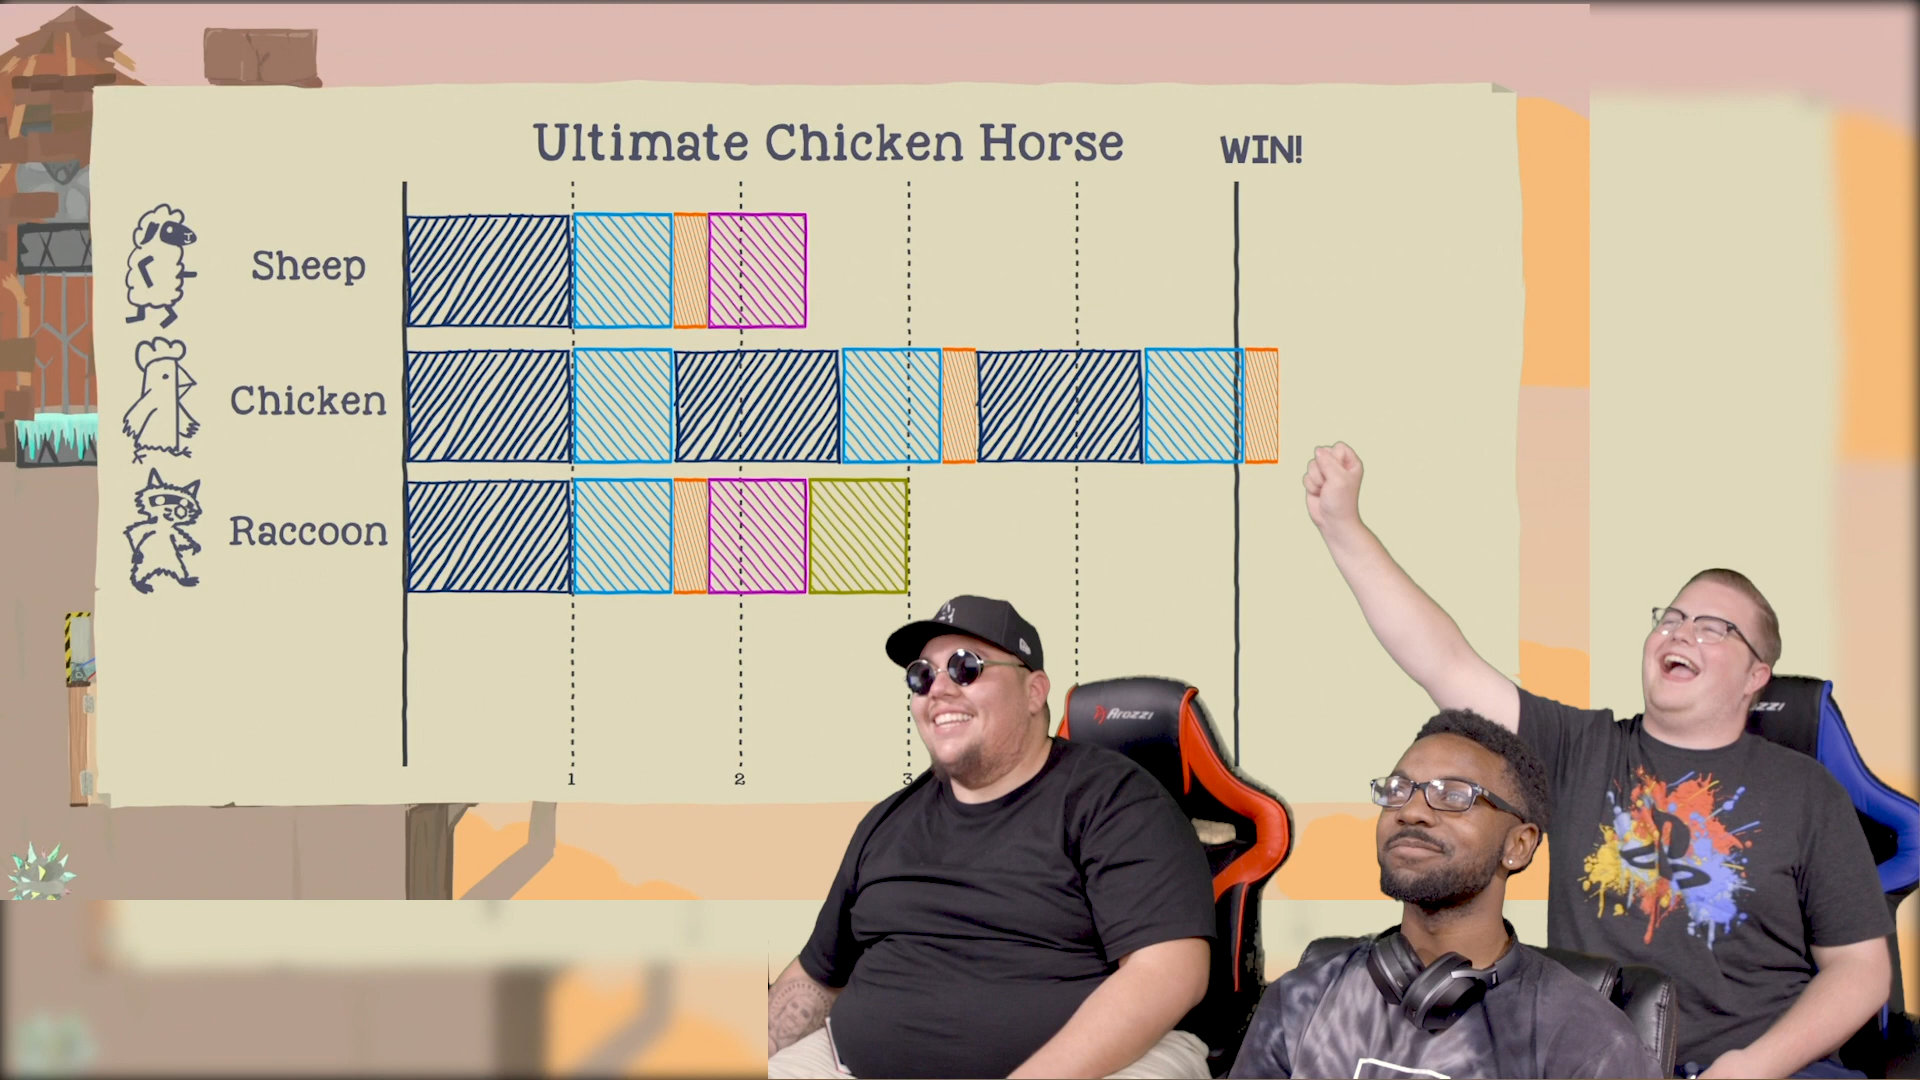 Ultimate Chicken Horse
WIN!
Sheep
Chicken
Raccoon
1
2
3
Arozzi